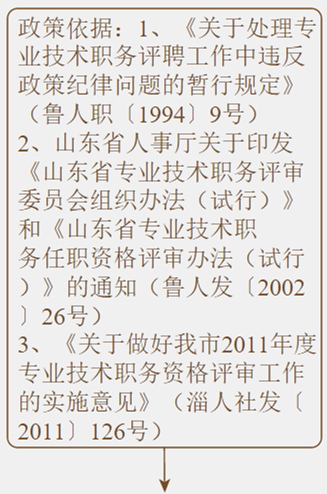 政策依据：1、《关于处理专
业技术职务评聘工作中违反
政策纪律问题的暂行规定》
（鲁人职〔1994〕9号）
2、山东省人事厅关于印发
《山东省专业技术职务评审
委员会组织办法（试行）》
和《山东省专业技术职
务任职资格评审办法（试行
）》的通知（鲁人发〔2002
〕26号）
3、《关于做好我市2011年度
专业技术职务资格评审工作
的实施意见》（淄人社发〔
2011〕126号）